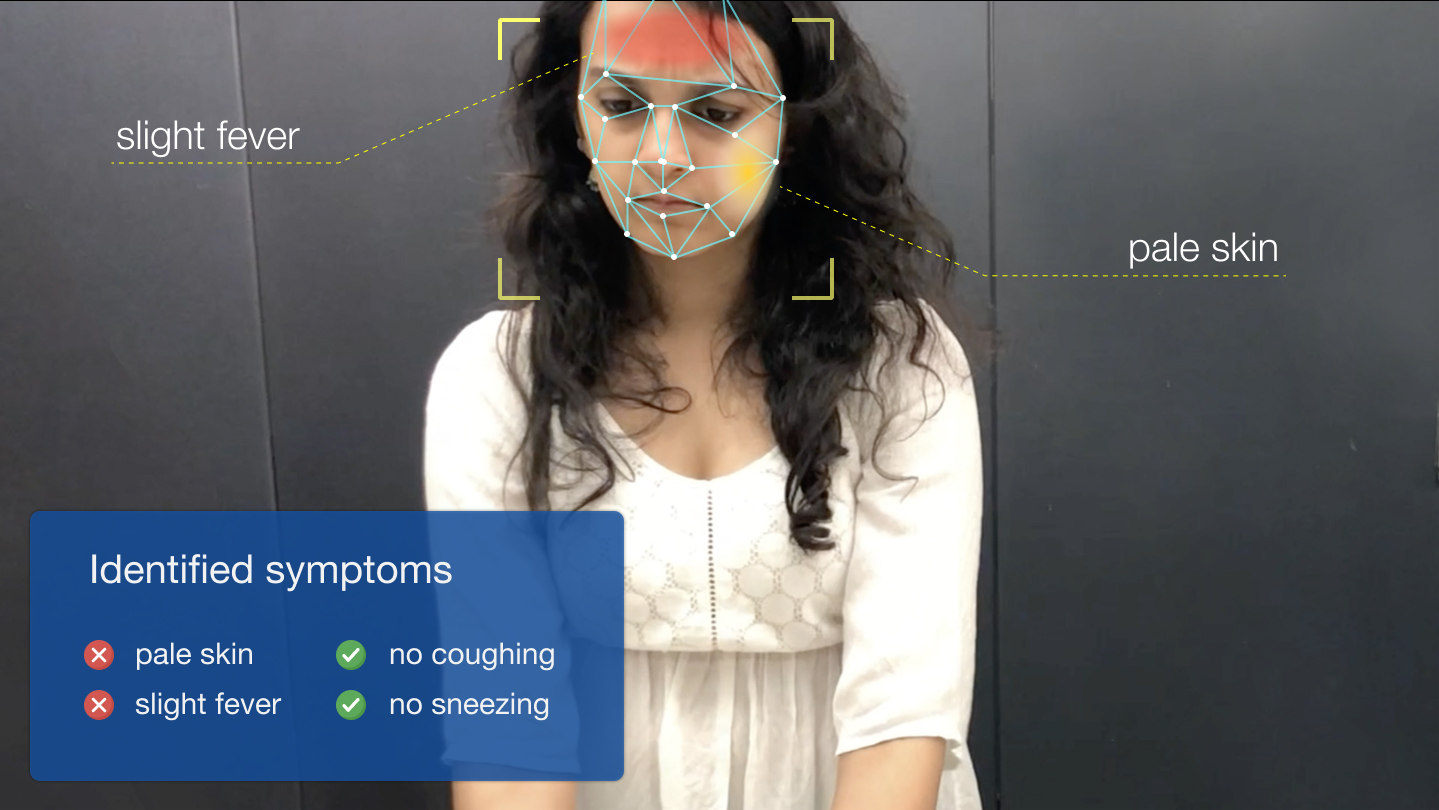 slight fever
pale skin
Identified symptoms
pale skin
no coughing
slight fever
no sneezing